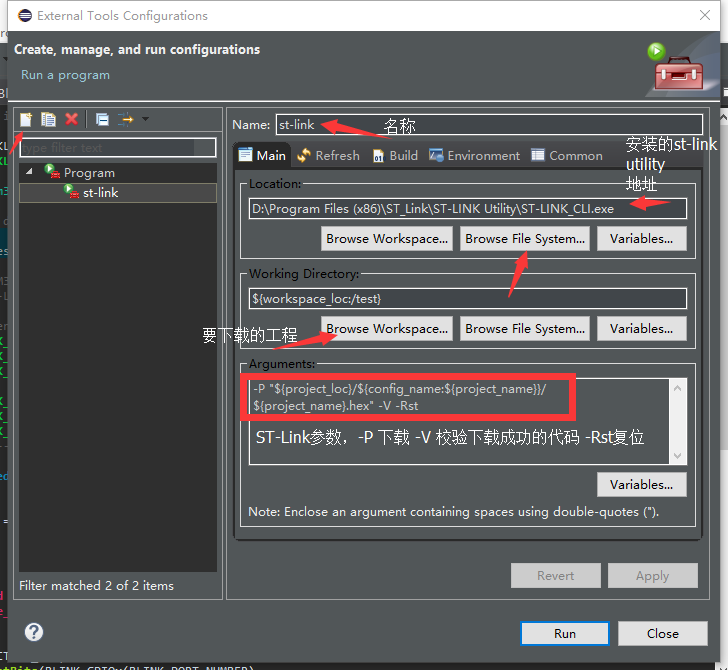 External Tools Configurations
Create, manage, and run configurations
Run a program
type filter text
Program
st-link
Filter matched 2 of 2 items
Name: st-link 名称
Main Refresh Build Environment Common
安装的st-link
utility
地址
Location:
D:\Program Files (x86)\ST_Link\ST-LINK Utility\ST-LINK_CLI.exe
Browse Workspace... Browse File System... Variables...
Working Directory:
${workspace_loc:/test}
要下载的工程
Browse Workspace... Browse File System... Variables...
Arguments:
-P "${project_loc}/${config_name:${project_name}}/
${project_name}.hex" -V -Rst
ST-Link参数，-P 下载 -V 校验下载成功的代码 -Rst复位
Variables...
Note: Enclose an argument containing spaces using double-quotes (").
Revert Apply
Run Close